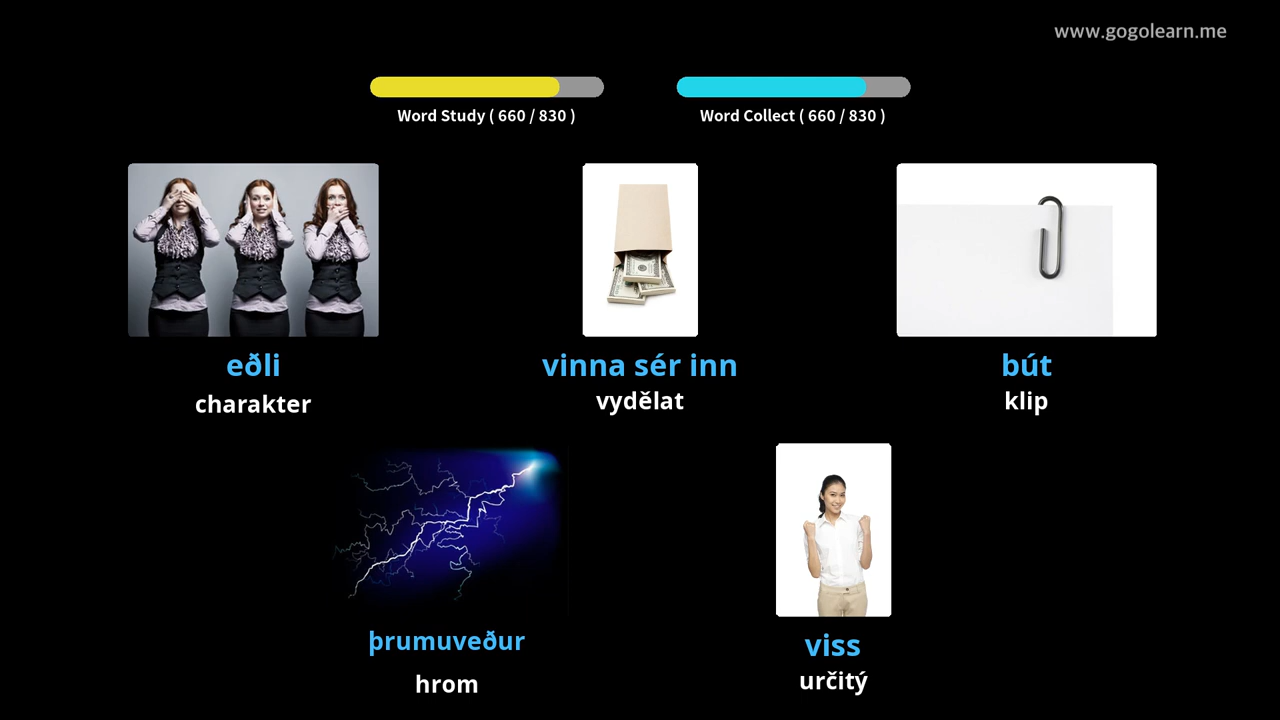 www.gogolearn.me
Word Study ( 660 / 830 )
Word Collect ( 660 / 830 )
eðli
charakter
vinna sér inn
vydělat
bút
klip
þrumuveður
hrom
viss
určitý